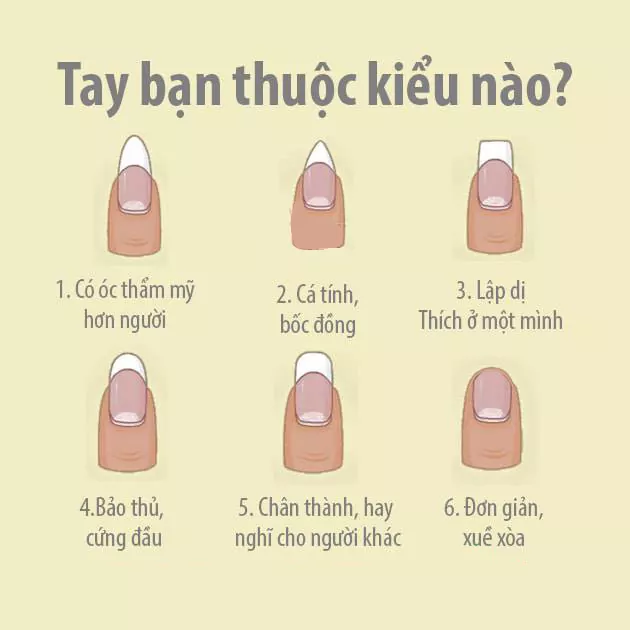 Tay bạn thuộc kiểu nào?
1. Có óc thẩm mỹ
hơn người
2. Cá tính,
bốc đồng
3. Lập dị
Thích ở một mình
4.Bảo thủ,
cứng đầu
5. Chân thành, hay
nghĩ cho người khác
6. Đơn giản,
xuề xòa